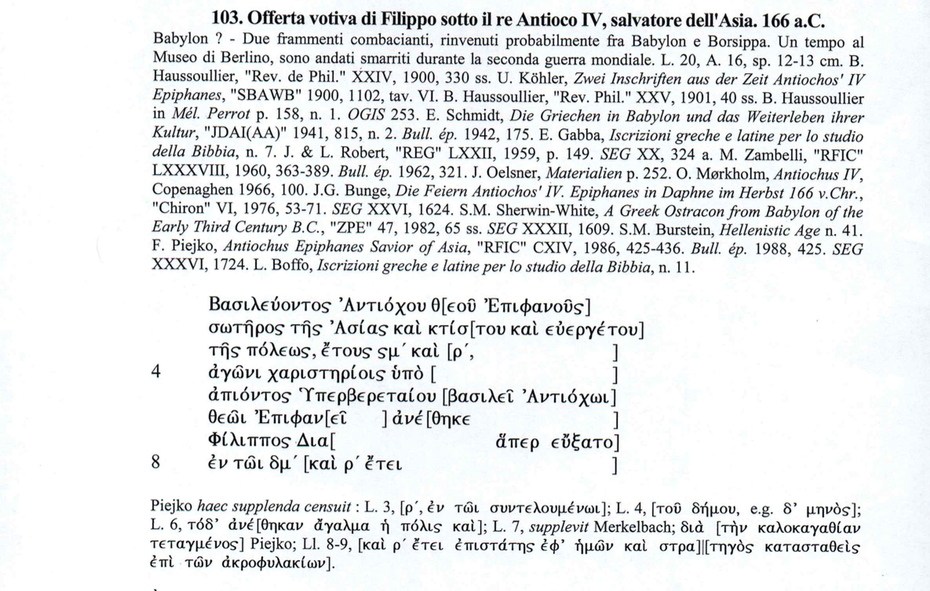 103. Offerta votiva di Filippo sotto il re Antioco IV, salvatore dell'Asia. 166 a.C.
Babylon ? - Due frammenti combacianti, rinvenuti probabilmente fra Babylon e Borsippa. Un tempo al
Museo di Berlino, sono andati smarriti durante la seconda guerra mondiale. L. 20, A. 16, sp. 12-13 cm. B.
Haussoullier, "Rev. de Phil." XXIV, 1900, 330 ss. U. Köhler, Zwei Inschriften aus der Zeit Antiochos' IV
Epiphanes, "SBAWB" 1900, 1102, tav. VI. B. Haussoullier, "Rev. Phil." XXV, 1901, 40 ss. B. Haussoullier
in Mél. Perrot p. 158, n. 1. OGIS 253. E. Schmidt, Die Griechen in Babylon und das Weiterleben ihrer
Kultur, "JDAI(AA)" 1941, 815, n. 2. Bull. ép. 1942, 175. E. Gabba, Iscrizioni greche e latine per lo studio
della Bibbia, n. 7. J. & L. Robert, "REG" LXXII, 1959, p. 149. SEG XX, 324 a. M. Zambelli, "RFIC"
LXXXVIII, 1960, 363-389. Bull. ép. 1962, 321. J. Oelsner, Materialien p. 252. O. Mørkholm, Antiochus IV,
Copenaghen 1966, 100. J.G. Bunge, Die Feiern Antiochos' IV. Epiphanes in Daphne im Herbst 166 v.Chr.,
"Chiron" VI, 1976, 53-71. SEG XXVI, 1624. S.M. Sherwin-White, A Greek Ostracon from Babylon of the
Early Third Century B.C., "ZPE" 47, 1982, 65 ss. SEG XXXII, 1609. S.M. Burstein, Hellenistic Age n. 41.
F. Piejko, Antiochus Epiphanes Savior of Asia, "RFIC" CXIV, 1986, 425-436. Bull. ép. 1988, 425. SEG
XXXVI, 1724. L. Boffo, Iscrizioni greche e latine per lo studio della Bibbia, n. 11.
Βασιλεύοντος Ἀντιόχου θ[εοῦ Ἐπιφανοῦς]
σωτῆρος τῆς Ἀσίας καὶ κτίσ[του καὶ εὐεργέτου]
τῆς πόλεως, ἔτους ςμ´ καὶ [ρ´, ]
4 ἀγῶνι χαριστηρίοις ὑπὸ [ ]
ἀπιόντος Ὑπερβερεταίου [βασιλεῖ Ἀντιόχωι]
θεῶι Ἐπιφαν[εῖ ] ἀνέ[θηκε ]
Φίλιππος Δια[ ἅπερ εὔξατο]
8 ἐν τῶι δμ´ [καὶ ρ´ ἔτει ]
Piejko haec supplenda censuit : L. 3, [ρ´, ἐν τῶι συντελουμένωι]; L. 4, [τοῦ δήμου, e.g. δ' μηνὸς];
L. 6, τόδ' ἀνέ[θηκαν ἄγαλμα ἡ πόλις καὶ]; L. 7, supplevit Merkelbach; διὰ [τὴν καλοκαγαθίαν
τεταγμένος] Piejko; Ll. 8-9, [καὶ ρ´ ἔτει ἐπιστάτης ἐφ' ἡμῶν καὶ στρα]|[τηγὸς κατασταθεὶς
ἐπὶ τῶν ἀκροφυλακίων].